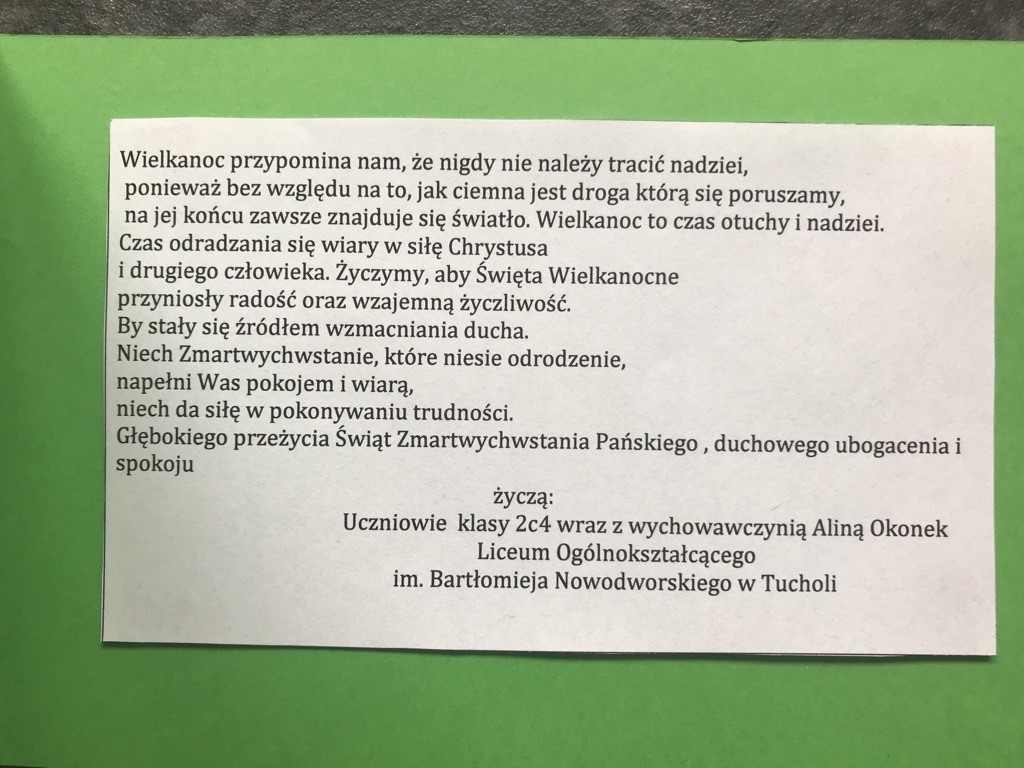 Wielkanoc przypomina nam, że nigdy nie należy tracić nadziei,
ponieważ bez względu na to, jak ciemna jest droga którą się poruszamy,
na jej końcu zawsze znajduje się światło. Wielkanoc to czas otuchy i nadziei.
Czas odradzania się wiary w siłę Chrystusa
i drugiego człowieka. Życzymy, aby Święta Wielkanocne
przyniosły radość oraz wzajemną życzliwość.
By stały się źródłem wzmacniania ducha.
Niech Zmartwychwstanie, które niesie odrodzenie,
napełni Was pokojem i wiarą,
niech da siłę w pokonywaniu trudności.
Głębokiego przeżycia Świąt Zmartwychwstania Pańskiego , duchowego ubogacenia i
spokoju
życzą:
Uczniowie klasy 2c4 wraz z wychowawczynią Aliną Okonek
Liceum Ogólnokształcącego
im. Bartłomieja Nowodworskiego w Tucholi